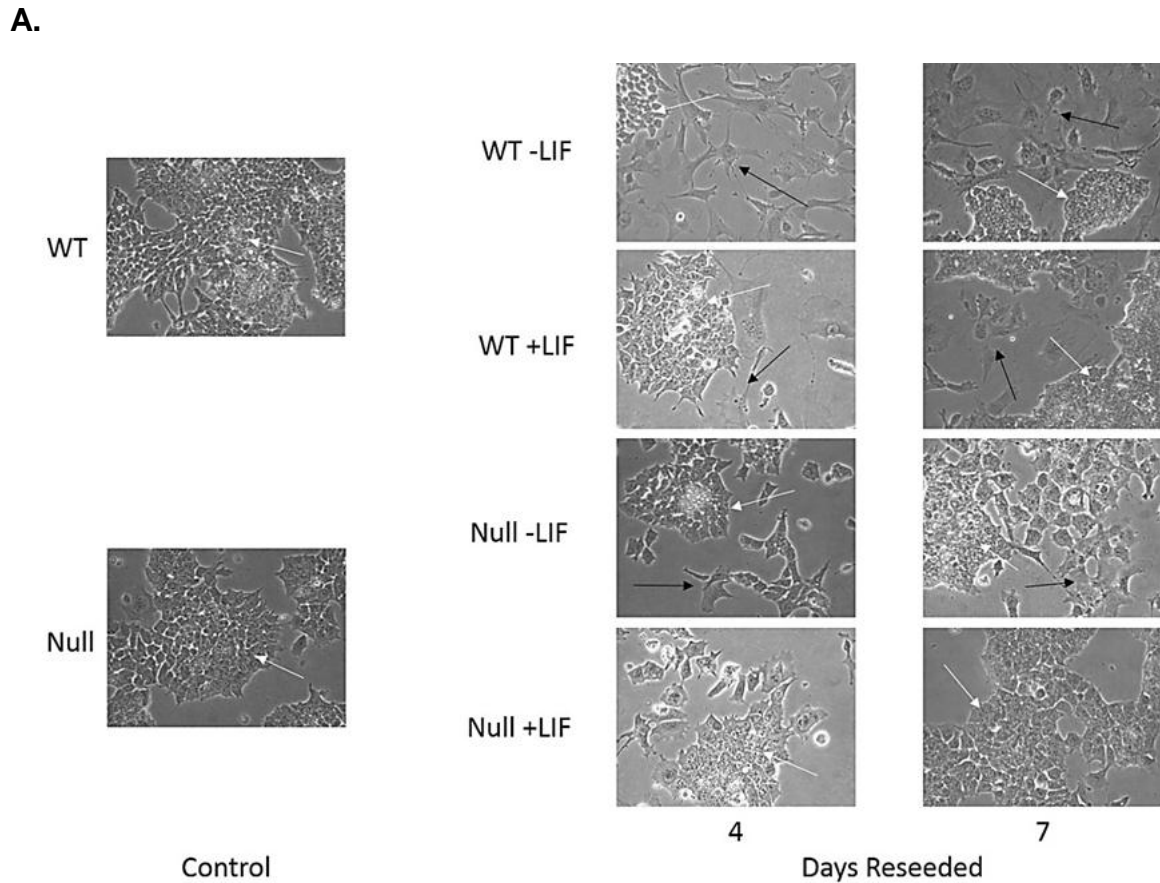 A.
WT
Null
Control
WT -LIF
WT +LIF
Null -LIF
Null +LIF
4
7
Days Reseeded